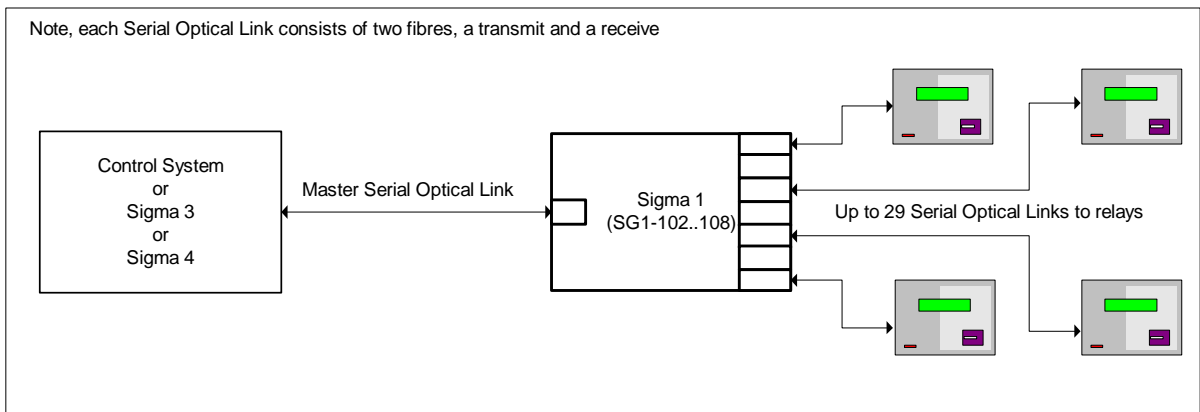 Note, each Serial Optical Link consists of two fibres, a transmit and a receive
Control System
or
Sigma 3
or
Sigma 4
Master Serial Optical Link
Sigma 1
(SG1-102..108)
Up to 29 Serial Optical Links to relays